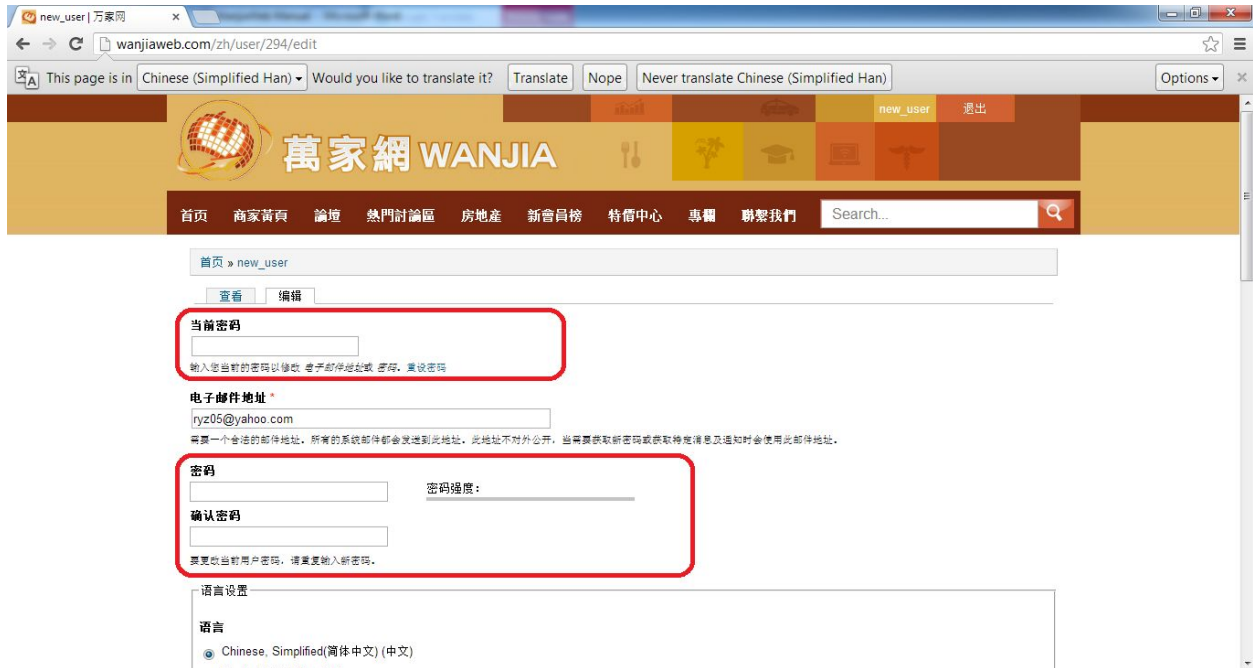 new_user | 万家网
wanjiaweb.com/zh/user/294/edit
This page is in Chinese (Simplified Han) Would you like to translate it? Translate Nope Never translate Chinese (Simplified Han) Options
new_user 退出
萬家網 WANJIA
首页 商家黃頁 論壇 熱門討論區 房地產 新會員榜 特價中心 專欄 聯繫我們 Search...
首页 » new_user
查看 编辑
当前密码
输入您当前的密码以修改 电子邮件地址或 密码。重设密码
电子邮件地址 *
ryz05@yahoo.com
需要一个合法的邮件地址。所有的系统邮件都会发送到此地址。此地址不对外公开，当需要获取新密码或获取特定消息及通知时会使用此邮件地址。
密码
密码强度：
确认密码
要更改当前用户密码，请重复输入新密码。
语言设置
语言
Chinese, Simplified(简体中文) (中文)